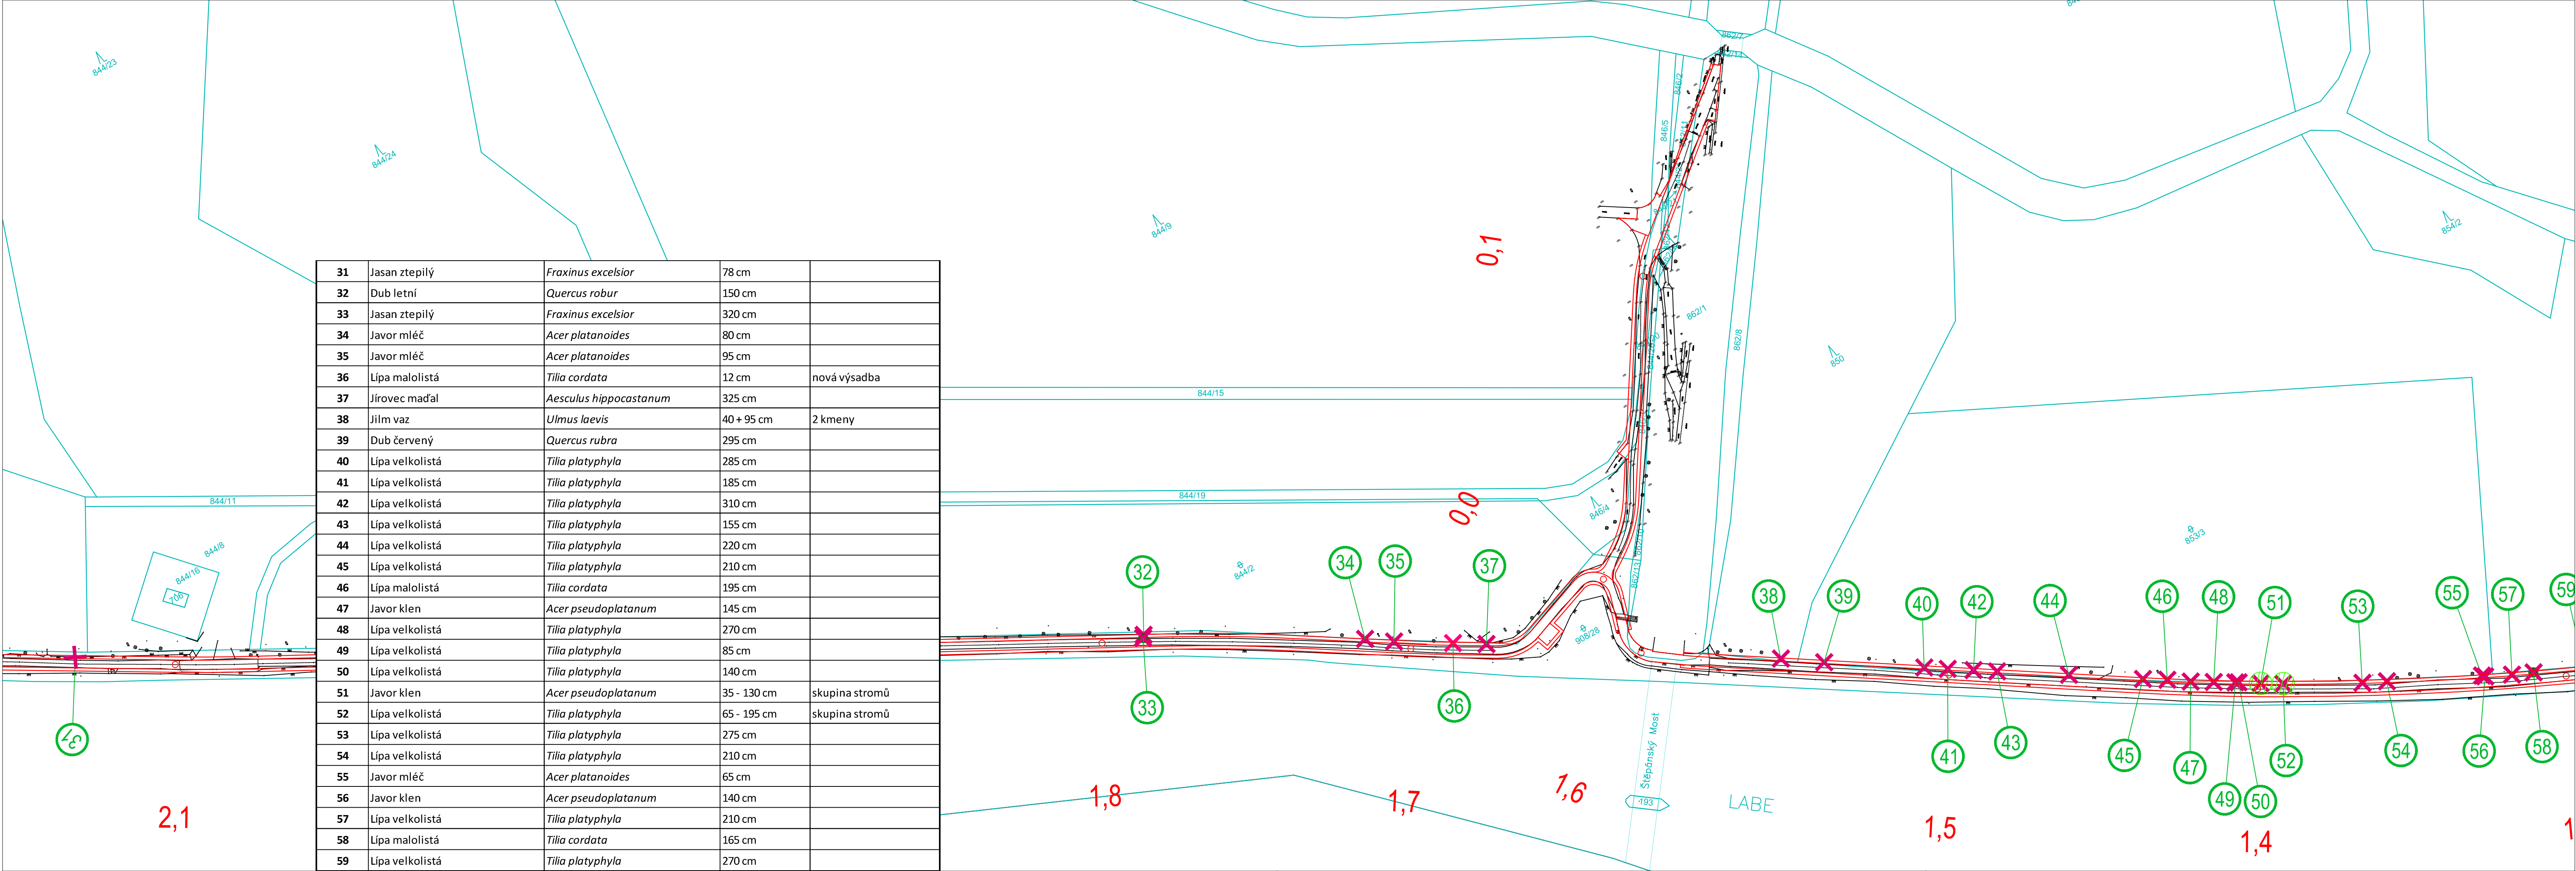 862/7
844/23
846/2
846/5
844/24
854/2
844/9
0,1
862/1
862/8
850
31 Jasan ztepilý Fraxinus excelsior 78 cm
32 Dub letní Quercus robur 150 cm
33 Jasan ztepilý Fraxinus excelsior 320 cm
34 Javor mléč Acer platanoides 80 cm
35 Javor mléč Acer platanoides 95 cm
36 Lípa malolistá Tilia cordata 12 cm nová výsadba
37 Jírovec maďal Aesculus hippocastanum 325 cm
38 Jilm vaz Ulmus laevis 40 + 95 cm 2 kmeny
39 Dub červený Quercus rubra 295 cm
40 Lípa velkolistá Tilia platyphyla 285 cm
41 Lípa velkolistá Tilia platyphyla 185 cm
42 Lípa velkolistá Tilia platyphyla 310 cm
43 Lípa velkolistá Tilia platyphyla 155 cm
44 Lípa velkolistá Tilia platyphyla 220 cm
45 Lípa velkolistá Tilia platyphyla 210 cm
46 Lípa malolistá Tilia cordata 195 cm
47 Javor klen Acer pseudoplatanum 145 cm
48 Lípa velkolistá Tilia platyphyla 270 cm
49 Lípa velkolistá Tilia platyphyla 85 cm
50 Lípa velkolistá Tilia platyphyla 140 cm
51 Javor klen Acer pseudoplatanum 35 - 130 cm skupina stromů
52 Lípa velkolistá Tilia platyphyla 65 - 195 cm skupina stromů
53 Lípa velkolistá Tilia platyphyla 275 cm
54 Lípa velkolistá Tilia platyphyla 210 cm
55 Javor mléč Acer platanoides 65 cm
56 Javor klen Acer pseudoplatanum 140 cm
57 Lípa velkolistá Tilia platyphyla 210 cm
58 Lípa malolistá Tilia cordata 165 cm
59 Lípa velkolistá Tilia platyphyla 270 cm
844/15
844/11
844/19
0,0
846/4
862/10
862/13
853/3
844/8
844/16
706
844/2
908/28
32
34
35
37
38
39
40
42
44
46
48
51
53
55
57
59
31
33
36
41
43
45
47
49
50
52
54
56
58
Štěpánský Most
193
LABE
2,1
1,8
1,7
1,6
1,5
1,4